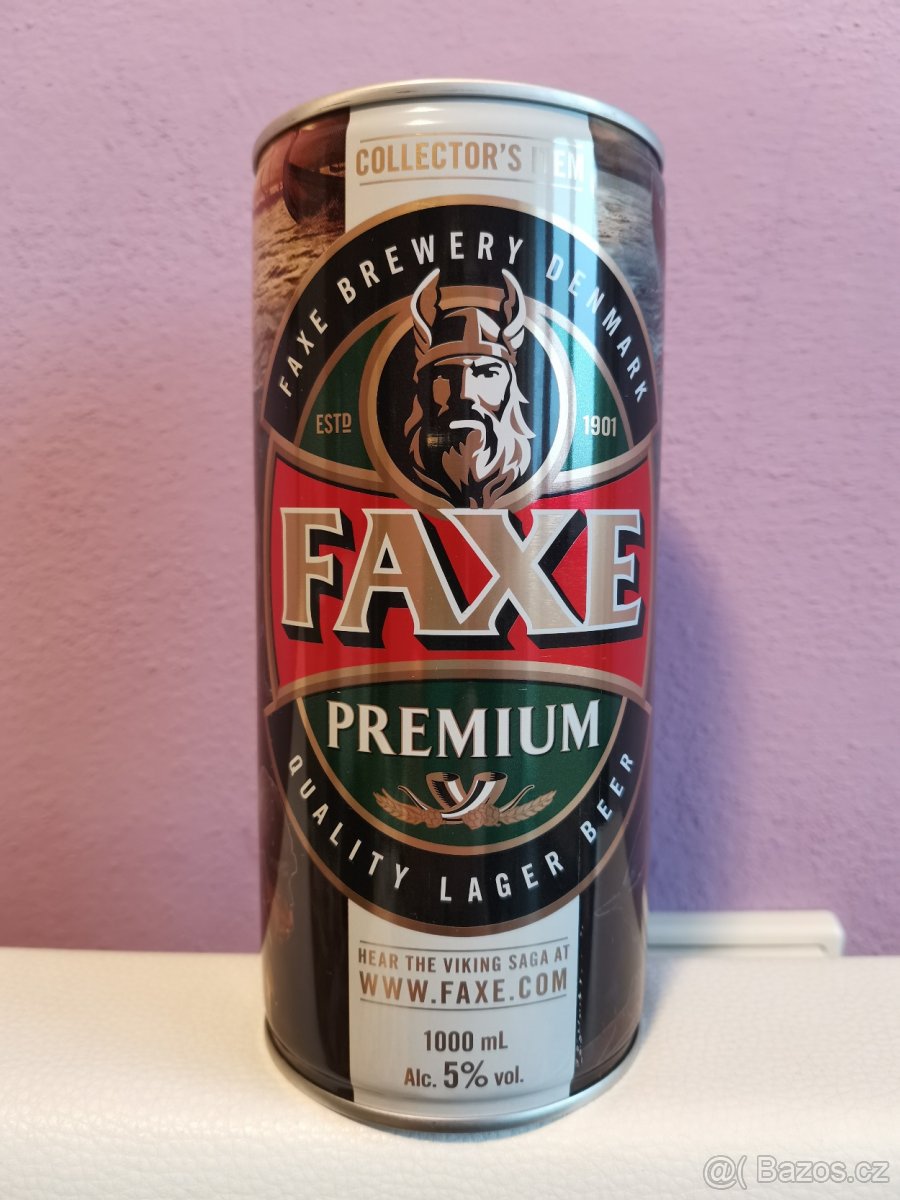 COLLECTOR'S ITEM
FAXE BREWERY DENMARK
ESTD 1901
FAXE
PREMIUM
QUALITY LAGER BEER
HEAR THE VIKING SAGA AT
WWW.FAXE.COM
1000 mL
Alc. 5% vol.
@( Bazos.cz